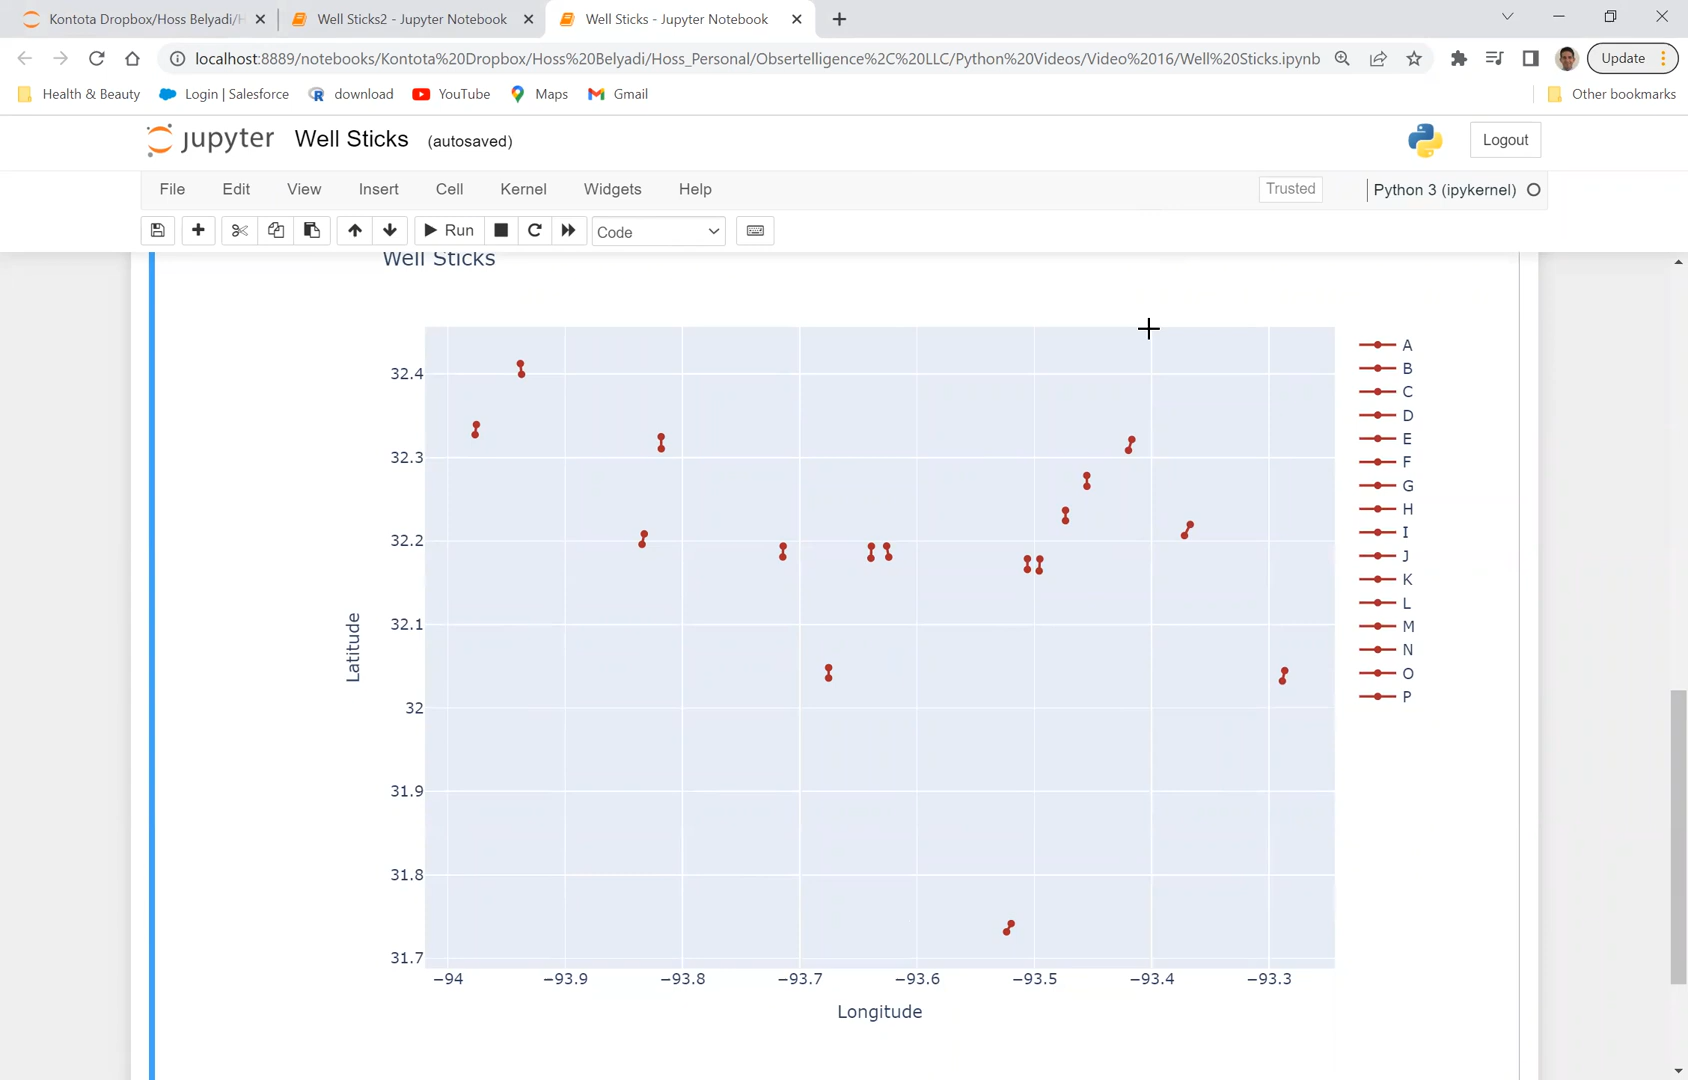 Kontota Dropbox/Hoss Belyadi/H
Well Sticks2 - Jupyter Notebook
Well Sticks - Jupyter Notebook
localhost:8889/notebooks/Kontota%20Dropbox/Hoss%20Belyadi/Hoss_Personal/Obsertelligence%2C%20LLC/Python%20Videos/Video%2016/Well%20Sticks.ipynb
Update
Health & Beauty
Login | Salesforce
download
YouTube
Maps
Gmail
Other bookmarks
jupyter
Well Sticks (autosaved)
Logout
File
Edit
View
Insert
Cell
Kernel
Widgets
Help
Trusted
Python 3 (ipykernel)
Run
Code
Well Sticks
32.4
32.3
32.2
32.1
32
31.9
31.8
31.7
Latitude
−94
−93.9
−93.8
−93.7
−93.6
−93.5
−93.4
−93.3
Longitude
A
B
C
D
E
F
G
H
I
J
K
L
M
N
O
P